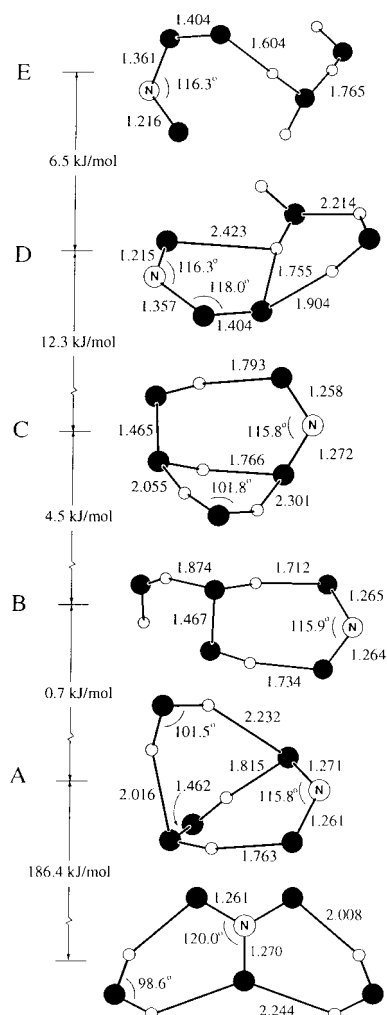 1.404
1.361
1.604
E
N 116.3°
1.765
1.216
6.5 kJ/mol
2.214
2.423
D
1.215
N 116.3°
118.0°
1.755
1.357
1.904
1.404
12.3 kJ/mol
1.793
1.258
C
115.8° N
1.465
1.766
1.272
2.055
101.8°
2.301
4.5 kJ/mol
1.874
1.712
1.265
B
1.467
115.9° N
1.264
1.734
0.7 kJ/mol
2.232
101.5°
1.815
1.271
A
1.462
115.8° N
2.016
1.261
1.763
186.4 kJ/mol
1.261
2.008
N
120.0°
1.270
98.6°
2.244